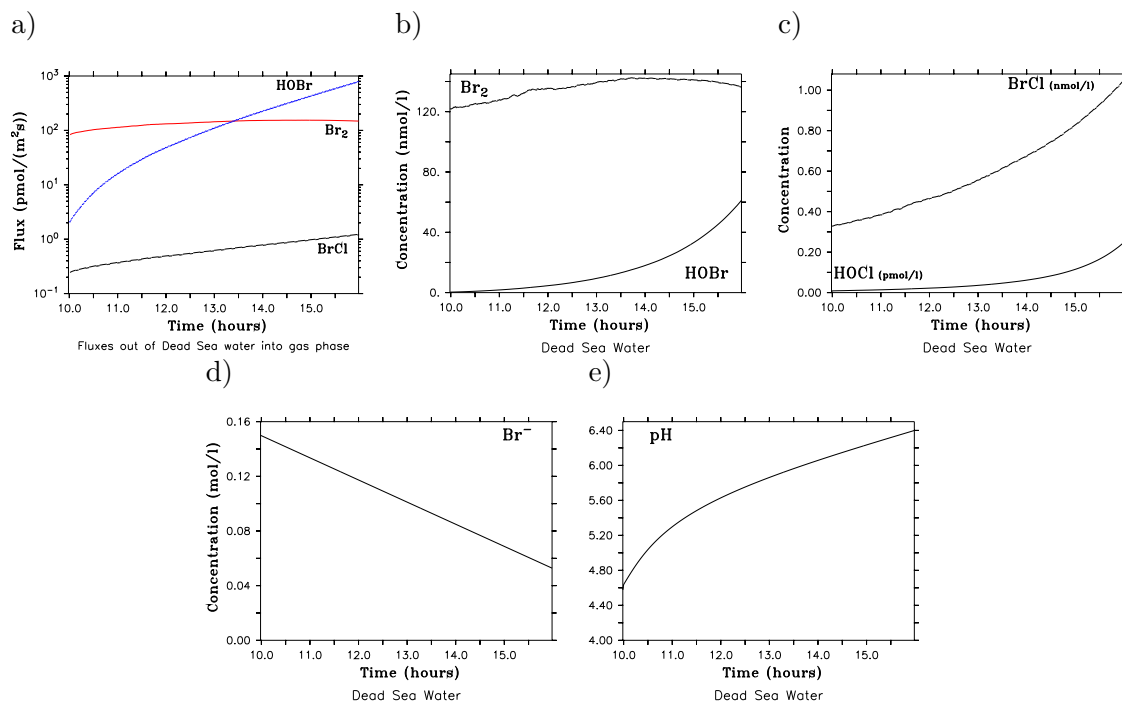 a)
10³
10²
10¹
10⁰
10⁻¹
Flux (pmol/(m²s))
HOBr
Br₂
BrCl
10.0 11.0 12.0 13.0 14.0 15.0
Time (hours)
Fluxes out of Dead Sea water into gas phase
b)
120.
80.
40.
0.
Concentration (nmol/l)
Br₂
HOBr
10.0 11.0 12.0 13.0 14.0 15.0
Time (hours)
Dead Sea Water
c)
1.00
0.80
0.60
0.40
0.20
0.00
Concentration
BrCl (nmol/l)
HOCl (pmol/l)
10.0 11.0 12.0 13.0 14.0 15.0
Time (hours)
Dead Sea Water
d)
0.16
0.12
0.08
0.04
0.00
Concentration (mol/l)
Br⁻
10.0 11.0 12.0 13.0 14.0 15.0
Time (hours)
Dead Sea Water
e)
6.40
6.00
5.60
5.20
4.80
4.40
4.00
pH
10.0 11.0 12.0 13.0 14.0 15.0
Time (hours)
Dead Sea Water